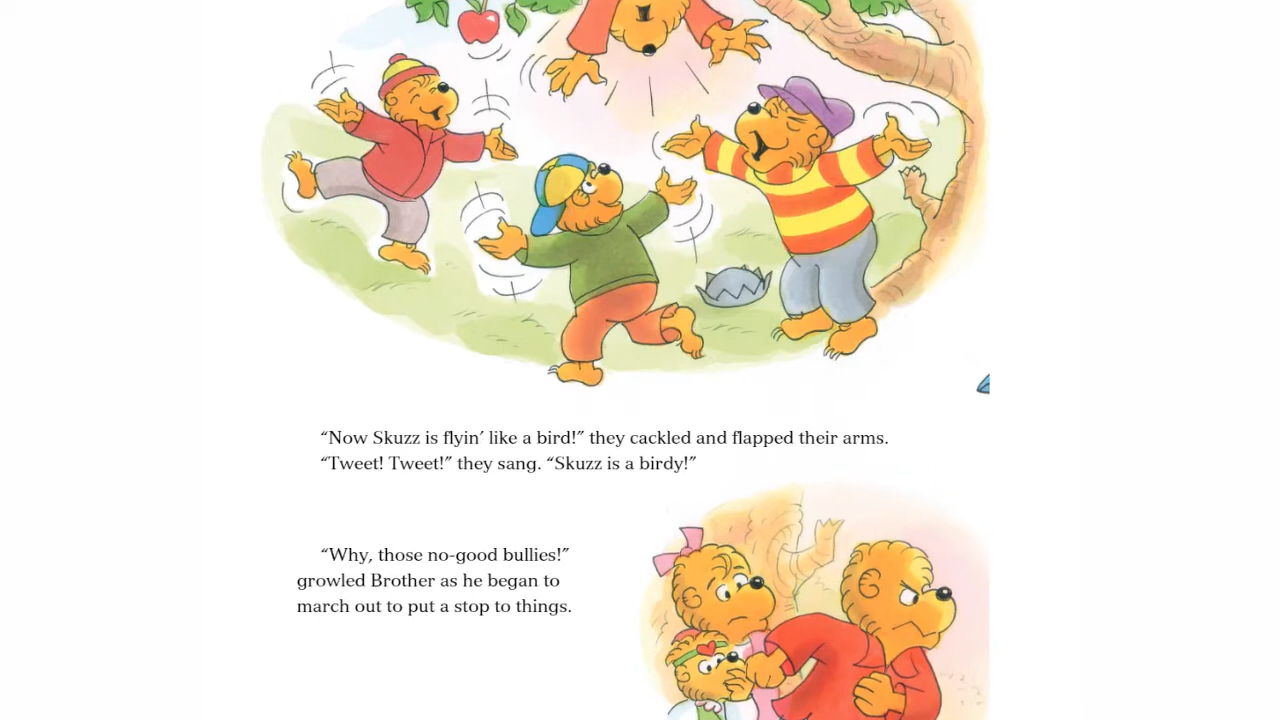 “Now Skuzz is flyin’ like a bird!” they cackled and flapped their arms.
“Tweet! Tweet!” they sang. “Skuzz is a birdy!”
“Why, those no-good bullies!”
growled Brother as he began to
march out to put a stop to things.